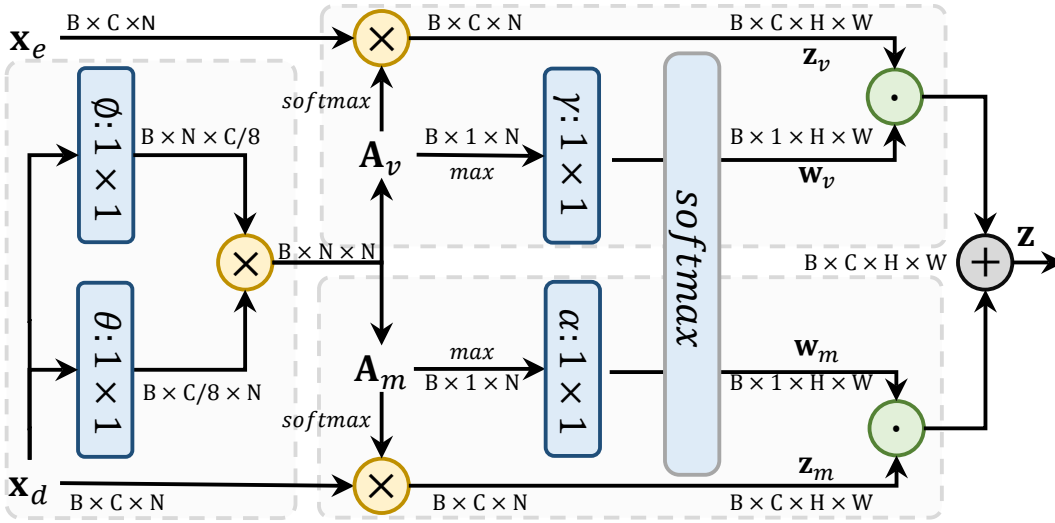 x_e
B × C × N
×
B × C × N
B × C × H × W
z_v
ϕ: 1 × 1
B × N × C/8
softmax
A_v
B × 1 × N
max
γ: 1 × 1
softmax
B × 1 × H × W
w_v
·
×
B × N × N
B × C × H × W
+
z
θ: 1 × 1
B × C/8 × N
A_m
softmax
max
B × 1 × N
α: 1 × 1
w_m
B × 1 × H × W
·
x_d
B × C × N
×
B × C × N
z_m
B × C × H × W